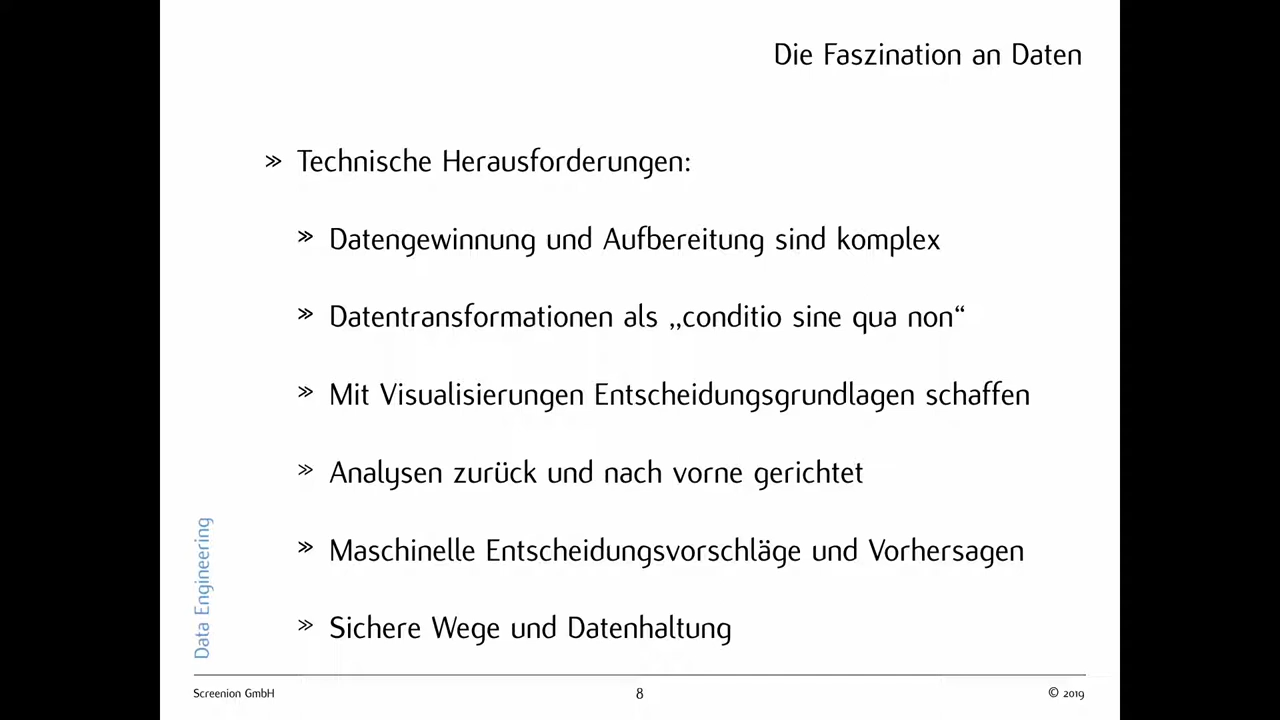 Die Faszination an Daten
» Technische Herausforderungen:
» Datengewinnung und Aufbereitung sind komplex
» Datentransformationen als „conditio sine qua non“
» Mit Visualisierungen Entscheidungsgrundlagen schaffen
» Analysen zurück und nach vorne gerichtet
» Maschinelle Entscheidungsvorschläge und Vorhersagen
» Sichere Wege und Datenhaltung
Data Engineering
Screenion GmbH
8
© 2019